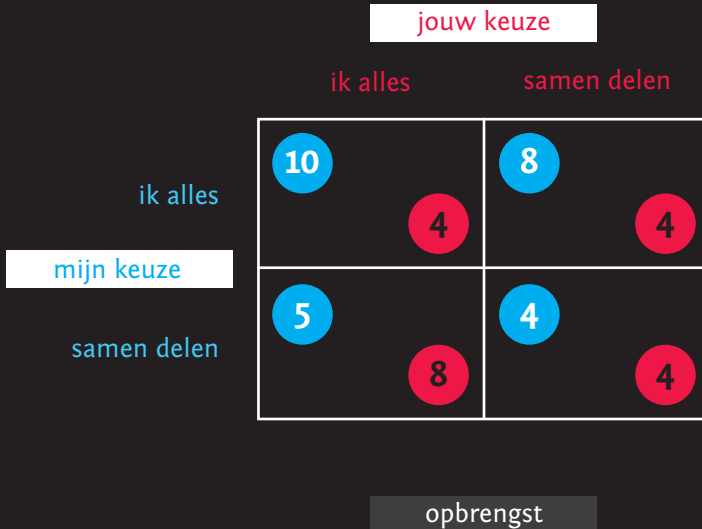 jouw keuze
ik alles samen delen
10 8
ik alles
4 4
mijn keuze
5 4
samen delen
8 4
opbrengst